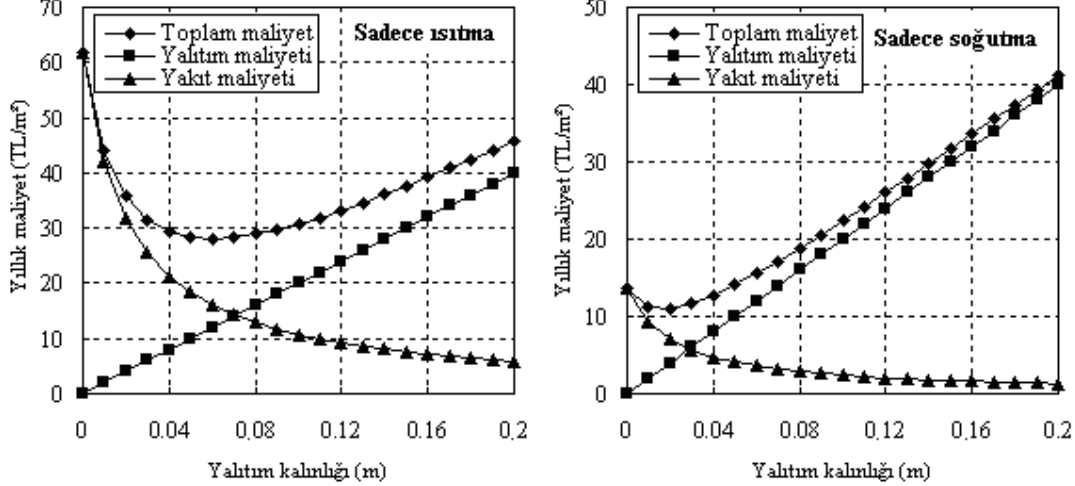 Toplam maliyet
Yalıtım maliyeti
Yakıt maliyeti
Sadece ısıtma
Yıllık maliyet (TL/m²)
70
60
50
40
30
20
10
0
0 0.04 0.08 0.12 0.16 0,2
Yalıtım kalınlığı (m)
Toplam maliyet
Yalıtım maliyeti
Yakıt maliyeti
Sadece soğutma
Yıllık maliyet (TL/m²)
50
40
30
20
10
0
0 0.04 0.08 0,12 0.16 0.2
Yalıtım kalınlığı (m)